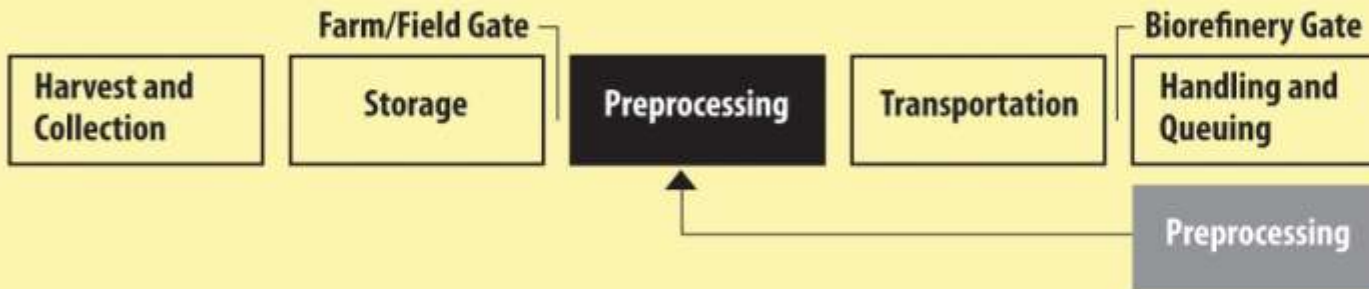 Farm/Field Gate
Biorefinery Gate
Harvest and
Collection
Storage
Preprocessing
Transportation
Handling and
Queuing
Preprocessing